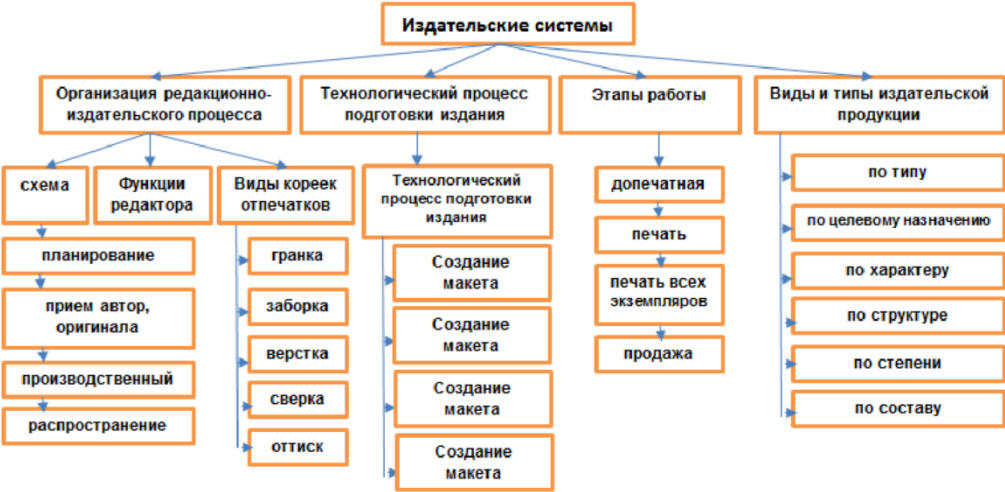 Издательские системы
Организация редакционно-
издательского процесса
Технологический процесс
подготовки издания
Этапы работы
Виды и типы издательской
продукции
схема
Функции
редактора
Виды кореек
отпечатков
планирование
прием автор,
оригинала
производственный
распространение
гранка
заборка
верстка
сверка
оттиск
Технологический
процесс подготовки
издания
Создание
макета
Создание
макета
Создание
макета
Создание
макета
допечатная
печать
печать всех
экземпляров
продажа
по типу
по целевому назначению
по характеру
по структуре
по степени
по составу